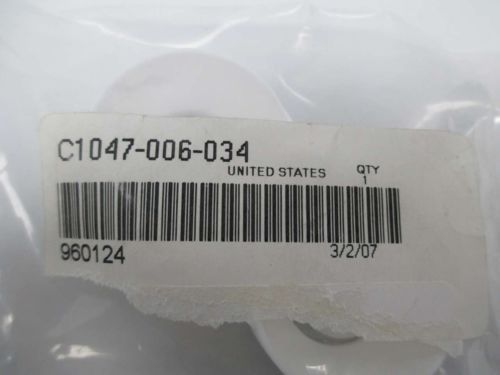 C1047-006-034
UNITED STATES
QTY
1
960124
3/2/07